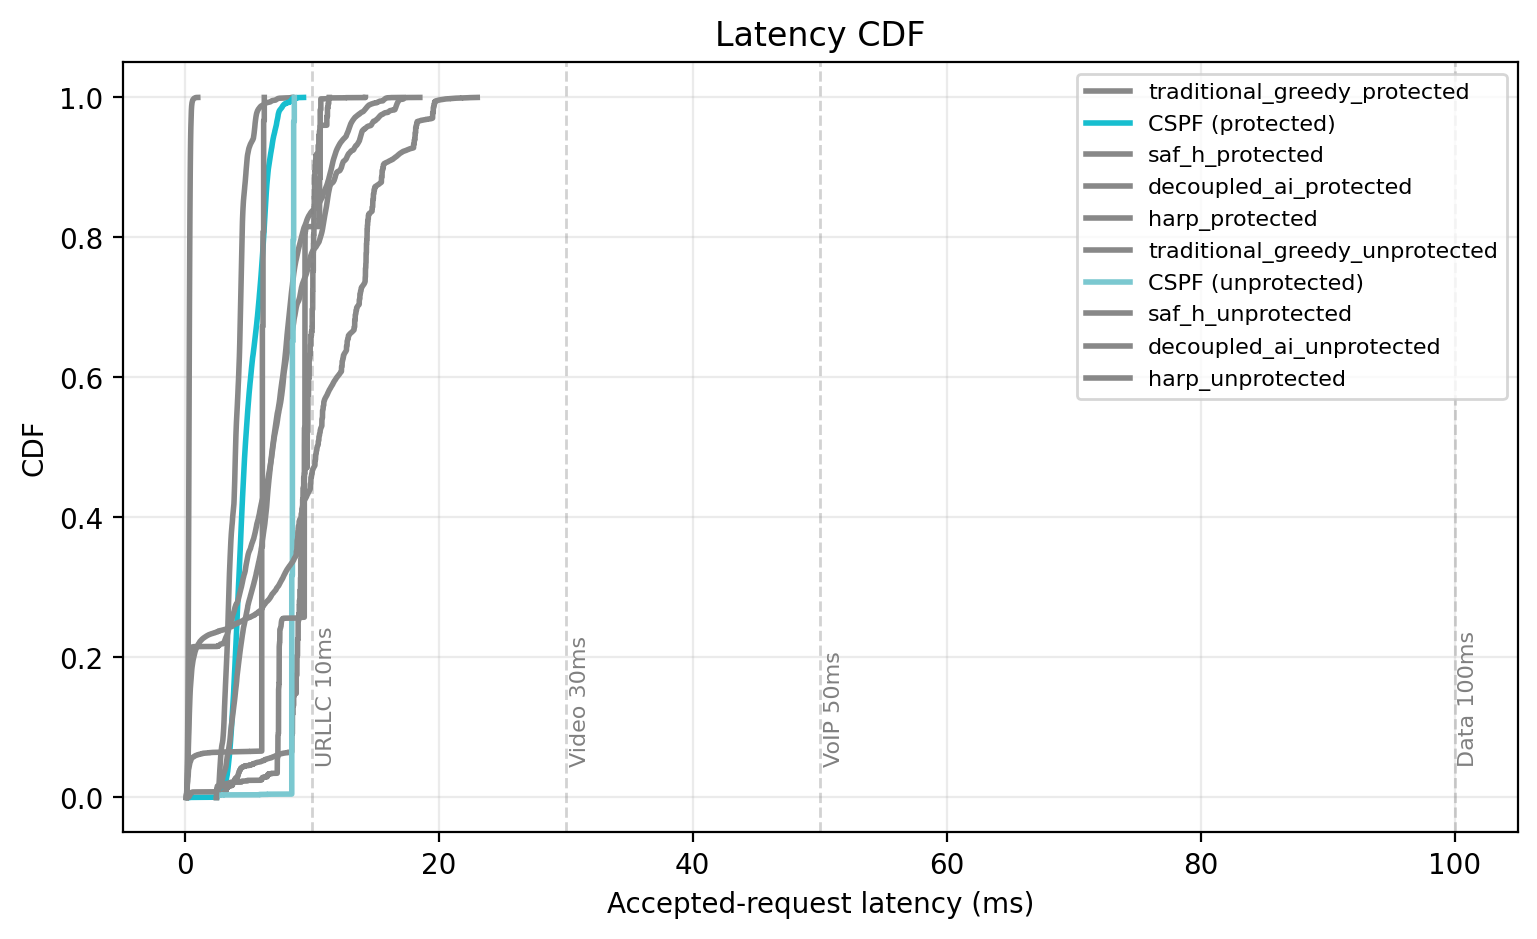 Latency CDF
1.0
0.8
0.6
0.4
0.2
0.0
CDF
traditional_greedy_protected
CSPF (protected)
saf_h_protected
decoupled_ai_protected
harp_protected
traditional_greedy_unprotected
CSPF (unprotected)
saf_h_unprotected
decoupled_ai_unprotected
harp_unprotected
URLLC 10ms
Video 30ms
VoIP 50ms
Data 100ms
0
20
40
60
80
100
Accepted-request latency (ms)